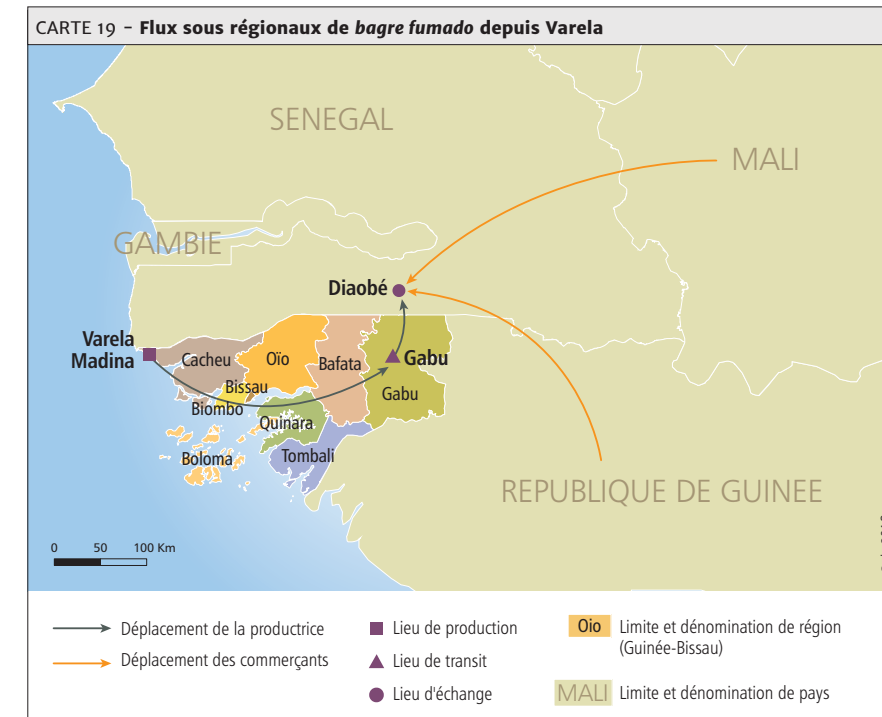 CARTE 19 – Flux sous régionaux de bagre fumado depuis Varela
SENEGAL
MALI
GAMBIE
Diaobé
Varela
Madina
Cacheu
Oïo
Bafata
Gabu
Bissau
Gabu
Biombo
Quinara
Boloma
Tombali
REPUBLIQUE DE GUINEE
0 50 100 Km
Déplacement de la productrice
Déplacement des commerçants
Lieu de production
Lieu de transit
Lieu d'échange
Oio
Limite et dénomination de région
(Guinée-Bissau)
MALI
Limite et dénomination de pays